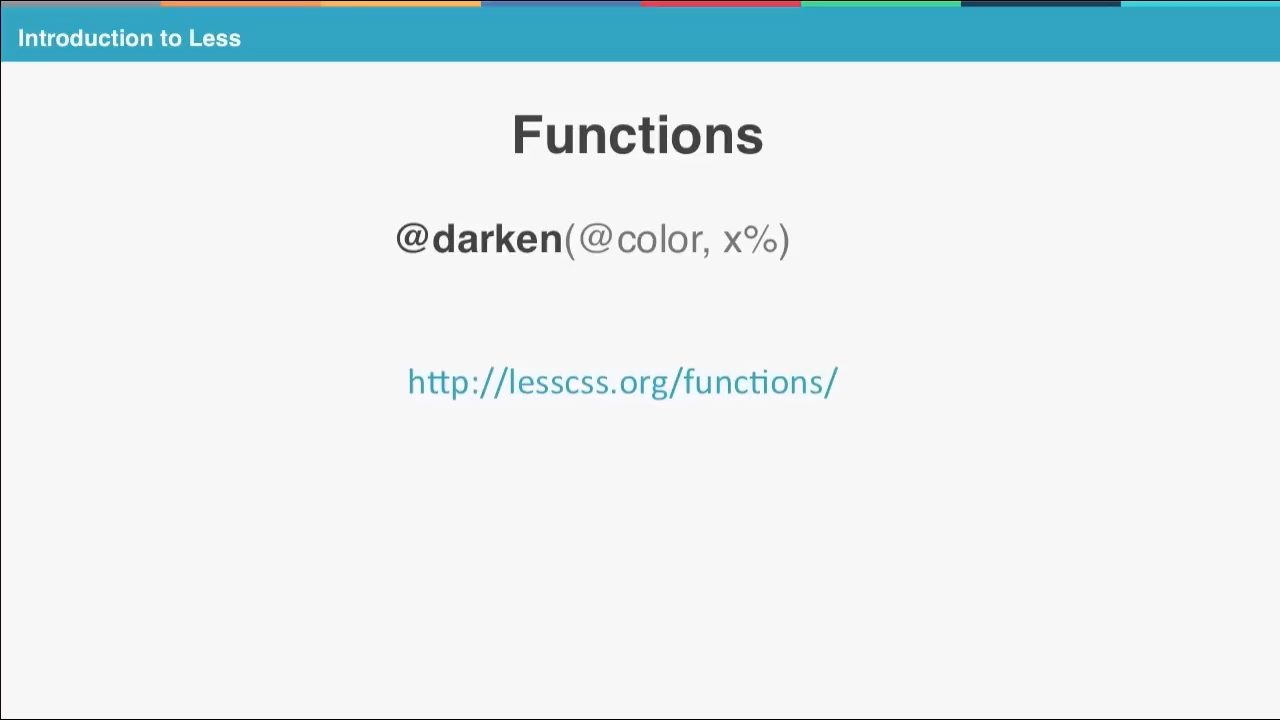 Introduction to Less
Functions
@darken(@color, x%)
http://lesscss.org/functions/